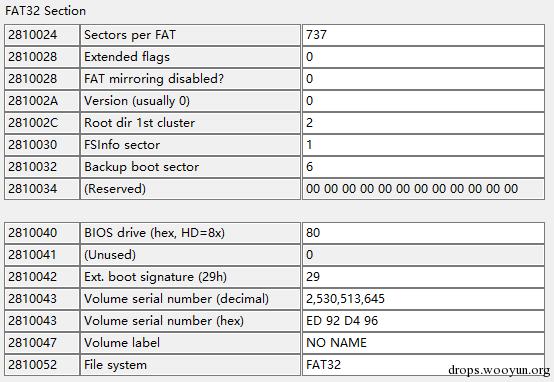 FAT32 Section
2810024 Sectors per FAT 737
2810028 Extended flags 0
2810028 FAT mirroring disabled? 0
281002A Version (usually 0) 0
281002C Root dir 1st cluster 2
2810030 FSInfo sector 1
2810032 Backup boot sector 6
2810034 (Reserved) 00 00 00 00 00 00 00 00 00 00 00 00
2810040 BIOS drive (hex, HD=8x) 80
2810041 (Unused) 0
2810042 Ext. boot signature (29h) 29
2810043 Volume serial number (decimal) 2,530,513,645
2810043 Volume serial number (hex) ED 92 D4 96
2810047 Volume label NO NAME
2810052 File system FAT32
drops.wooyun.org